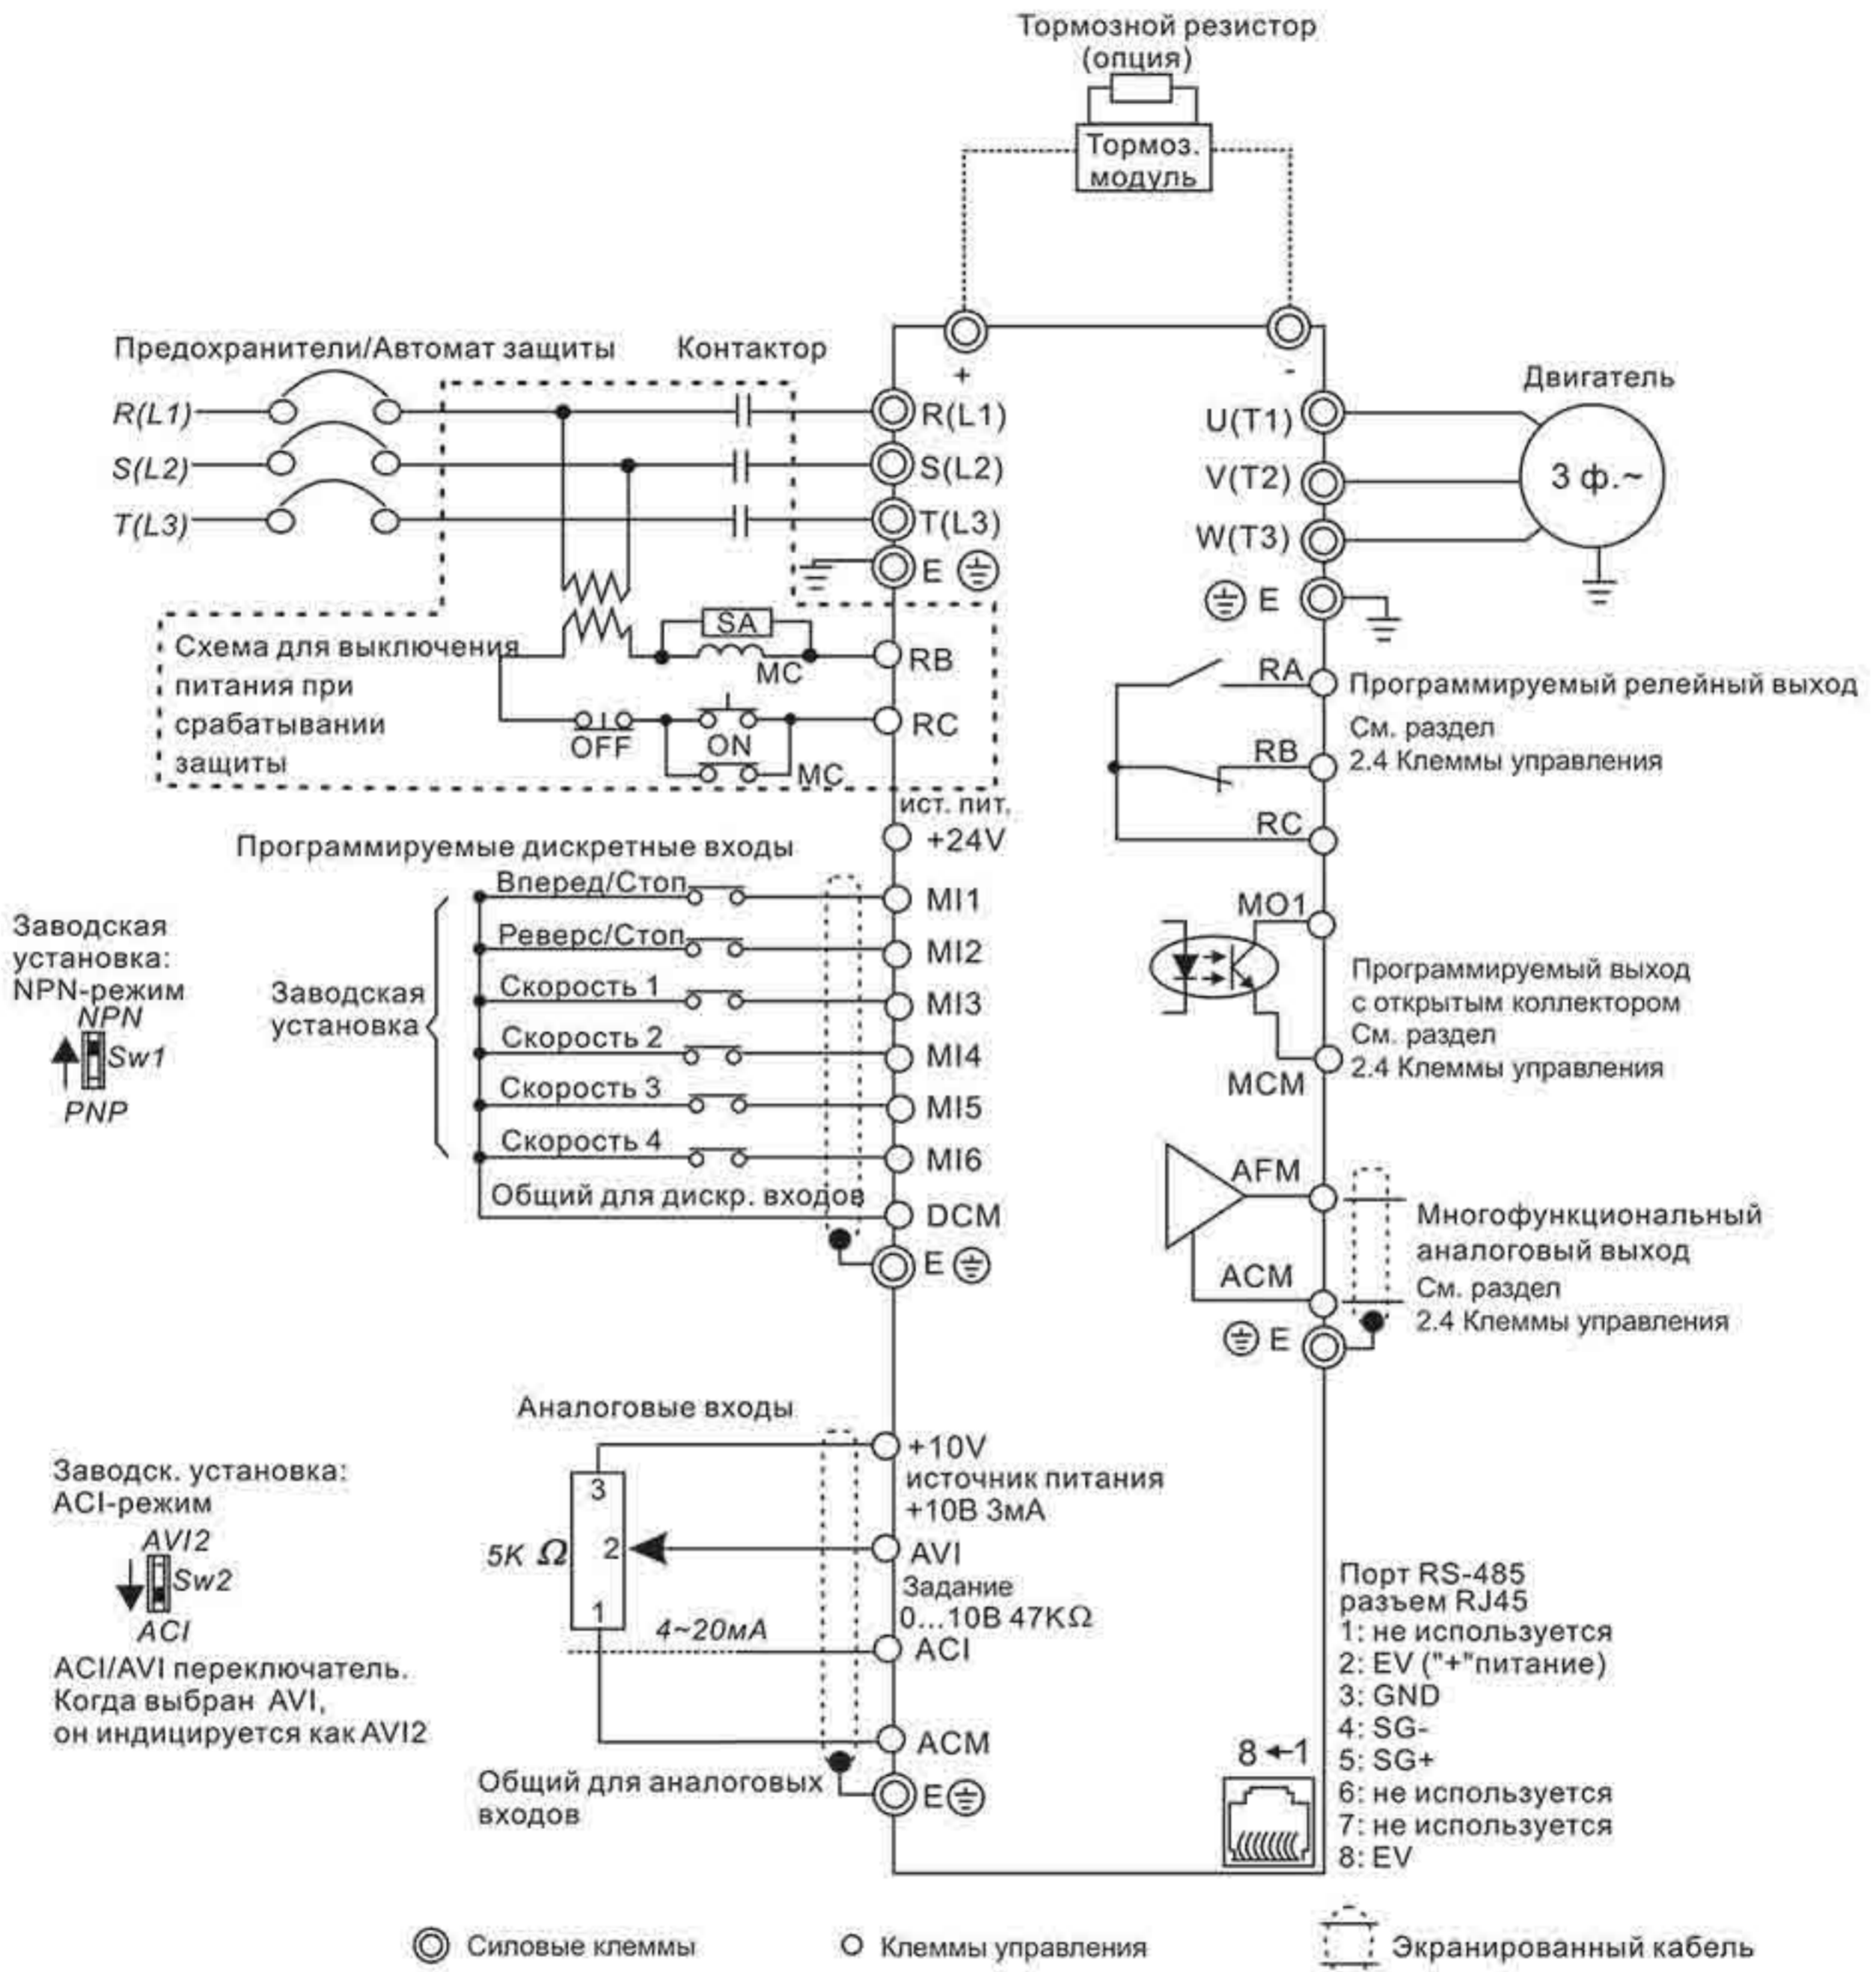 Тормозной резистор
(опция)
Тормоз.
модуль
Предохранители/Автомат защиты
Контактор
+
-
Двигатель
R(L1)
R(L1)
U(T1)
S(L2)
S(L2)
V(T2)
3 ф.~
T(L3)
T(L3)
W(T3)
E
E
Схема для выключения
питания при
срабатывании
защиты
SA
MC
RB
OFF
ON
MC
RC
RA
Программируемый релейный выход
См. раздел
2.4 Клеммы управления
RB
RC
ист. пит.
+24V
Программируемые дискретные входы
Заводская
установка:
NPN-режим
NPN
Sw1
PNP
Заводская
установка
Вперед/Стоп
MI1
Реверс/Стоп
MI2
Скорость 1
MI3
Скорость 2
MI4
Скорость 3
MI5
Скорость 4
MI6
Общий для дискр. входов
DCM
E
MO1
MCM
Программируемый выход
с открытым коллектором
См. раздел
2.4 Клеммы управления
AFM
ACM
E
Многофункциональный
аналоговый выход
См. раздел
2.4 Клеммы управления
Аналоговые входы
Заводск. установка:
ACI-режим
AVI2
Sw2
ACI
ACI/AVI переключатель.
Когда выбран AVI,
он индицируется как AVI2
3
5K Ω
2
1
+10V
источник питания
+10В 3мА
AVI
Задание
0...10В 47KΩ
4~20мА
ACI
ACM
Общий для аналоговых
входов
E
8 ←1
Порт RS-485
разъем RJ45
1: не используется
2: EV ("+"питание)
3: GND
4: SG-
5: SG+
6: не используется
7: не используется
8: EV
Силовые клеммы
Клеммы управления
Экранированный кабель